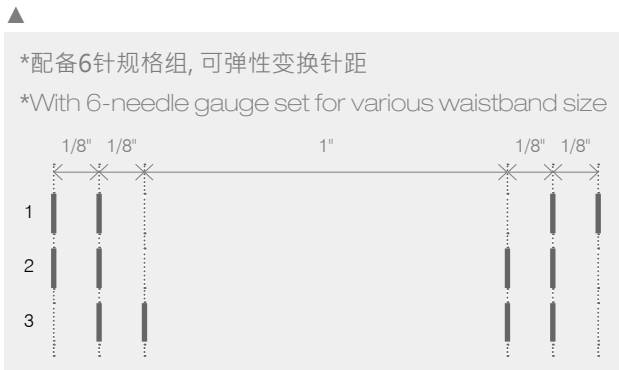 *配备6针规格组, 可弹性变换针距
*With 6-needle gauge set for various waistband size
1/8" 1/8" 1" 1/8" 1/8"
1
2
3